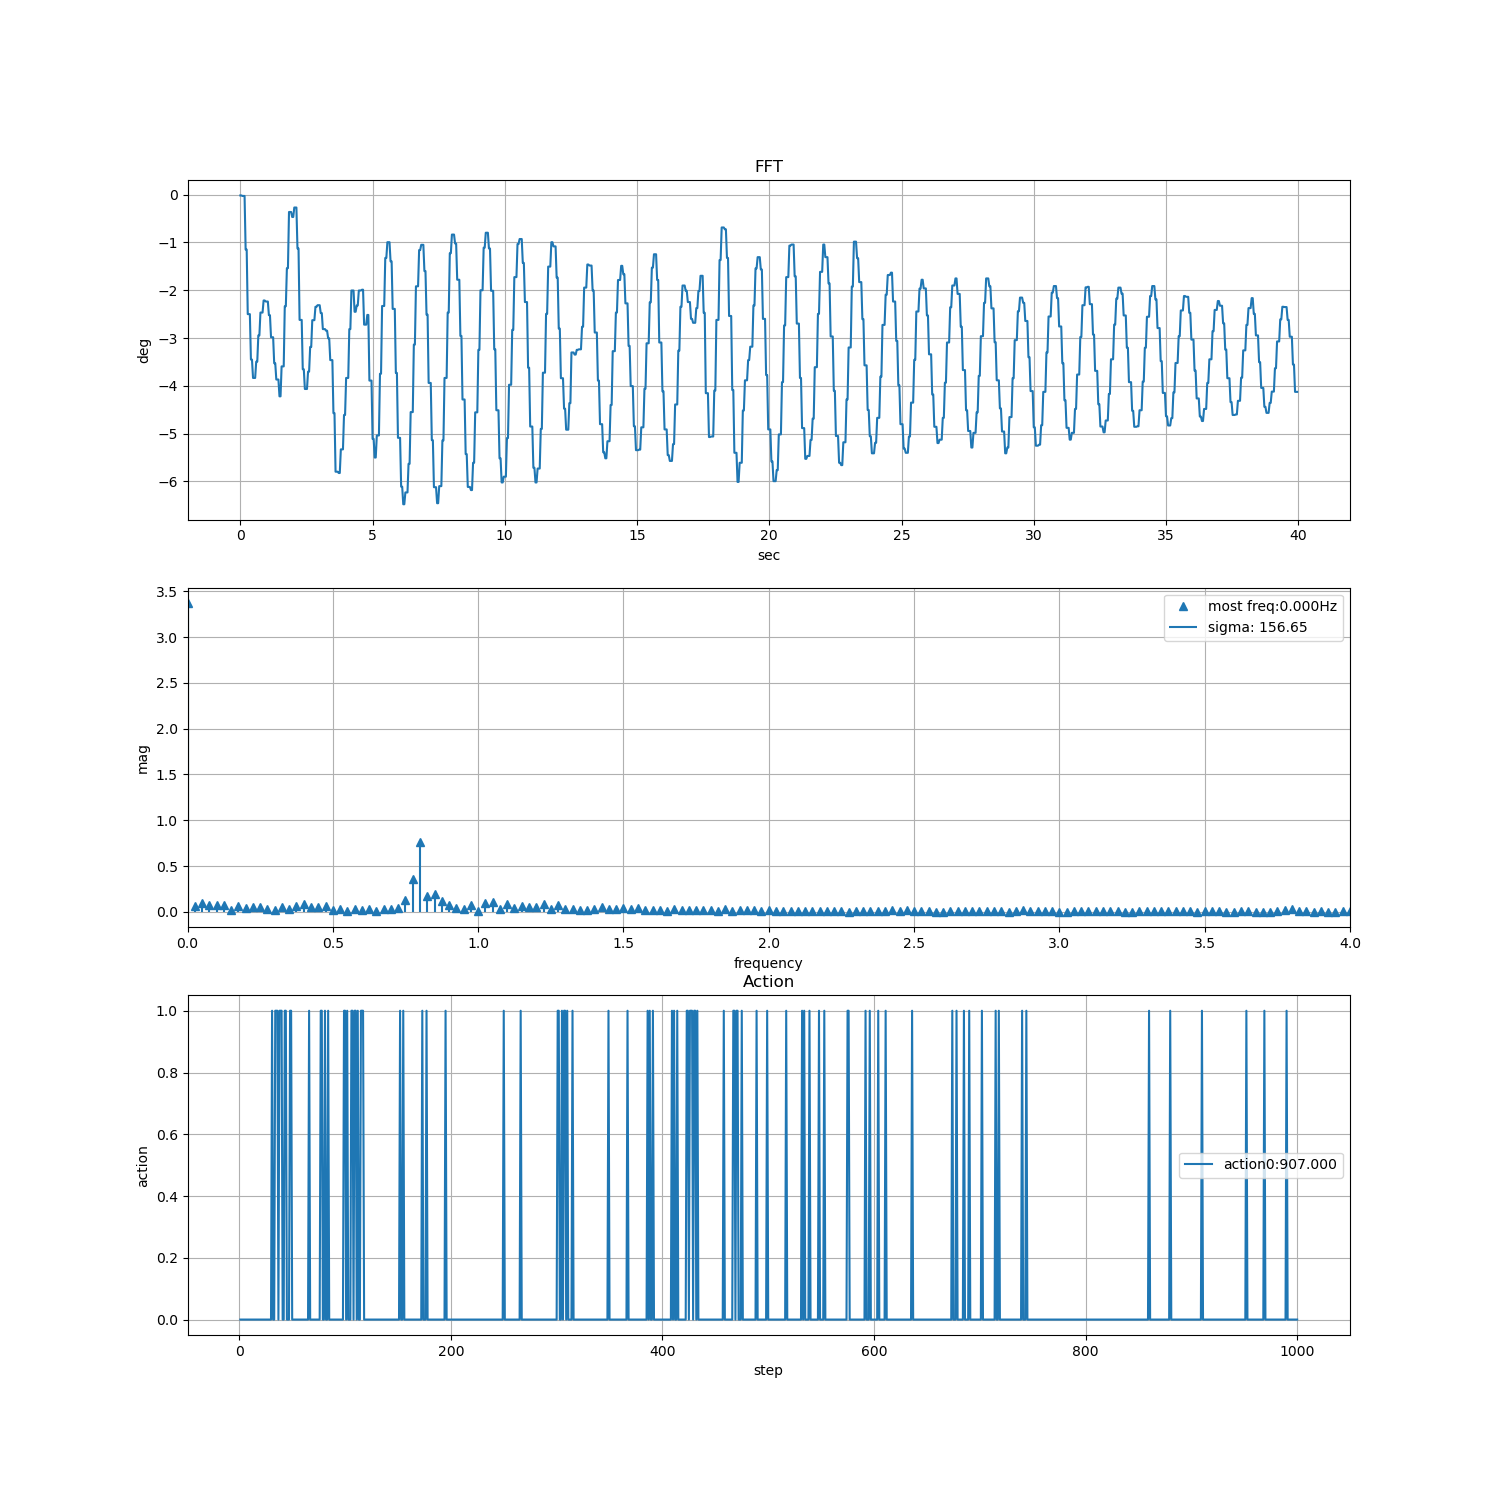 FFT
0
−1
−2
−3
−4
−5
−6
deg
0 5 10 15 20 25 30 35 40
sec
3.5
3.0
2.5
2.0
1.5
1.0
0.5
0.0
mag
most freq:0.000Hz
sigma: 156.65
0.0 0.5 1.0 1.5 2.0 2.5 3.0 3.5 4.0
frequency
Action
1.0
0.8
0.6
0.4
0.2
0.0
action
action0:907.000
0 200 400 600 800 1000
step